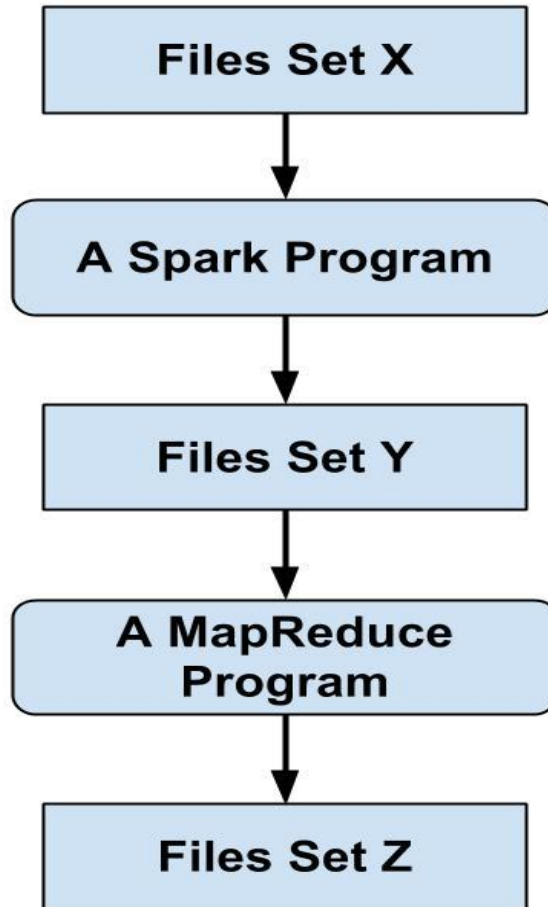 Files Set X
A Spark Program
Files Set Y
A MapReduce
Program
Files Set Z